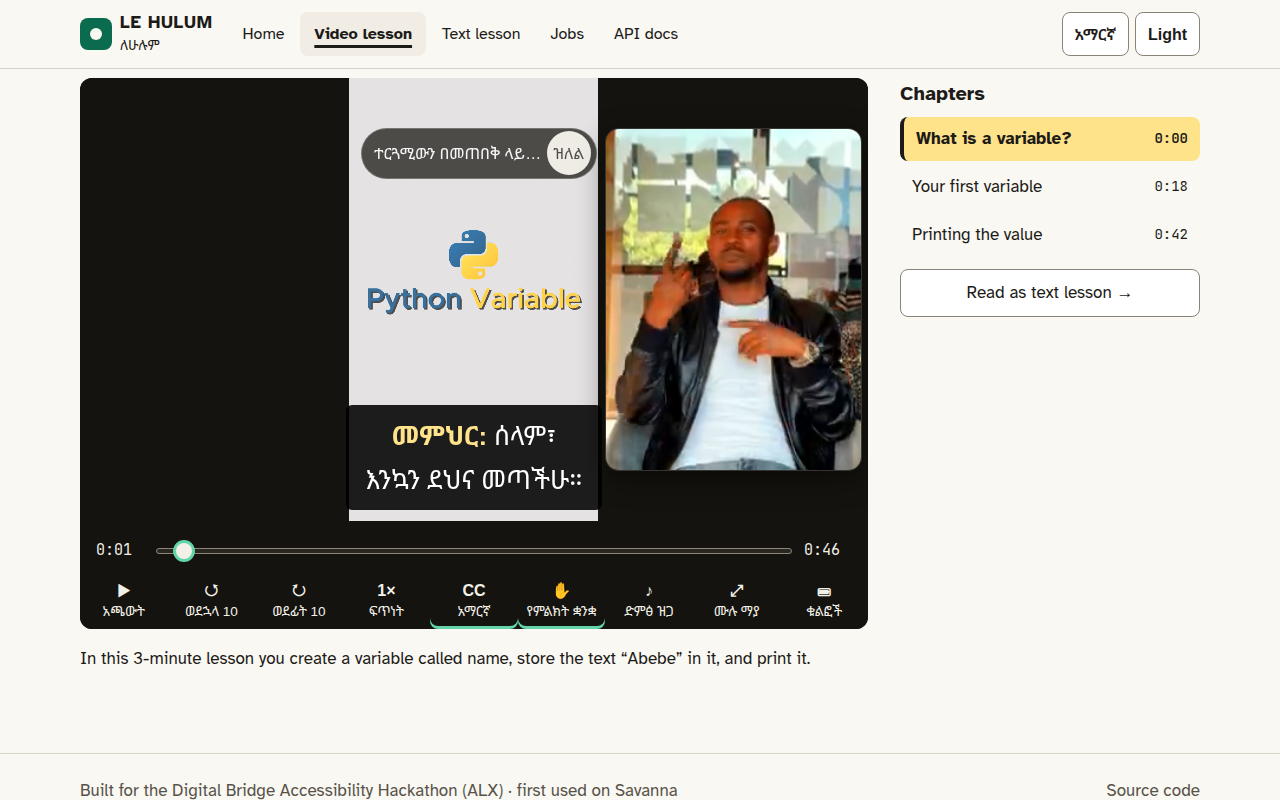 LE HULUM
ለሁሉም
Home
Video lesson
Text lesson
Jobs
API docs
አማርኛ
Light
ተርጓሚውን በመጠበቅ ላይ…
ዝለል
Python Variable
መምህር: ሰላም፣
እንኳን ደህና መጣችሁ።
0:01
0:46
አጫውት
ወደኋላ 10
ወደፊት 10
1×
ፍጥነት
CC
አማርኛ
የምልክት ቋንቋ
ድምፅ ዝጋ
ሙሉ ማያ
ቁልፎች
Chapters
What is a variable? 0:00
Your first variable 0:18
Printing the value 0:42
Read as text lesson →
In this 3-minute lesson you create a variable called name, store the text “Abebe” in it, and print it.
Built for the Digital Bridge Accessibility Hackathon (ALX) · first used on Savanna
Source code